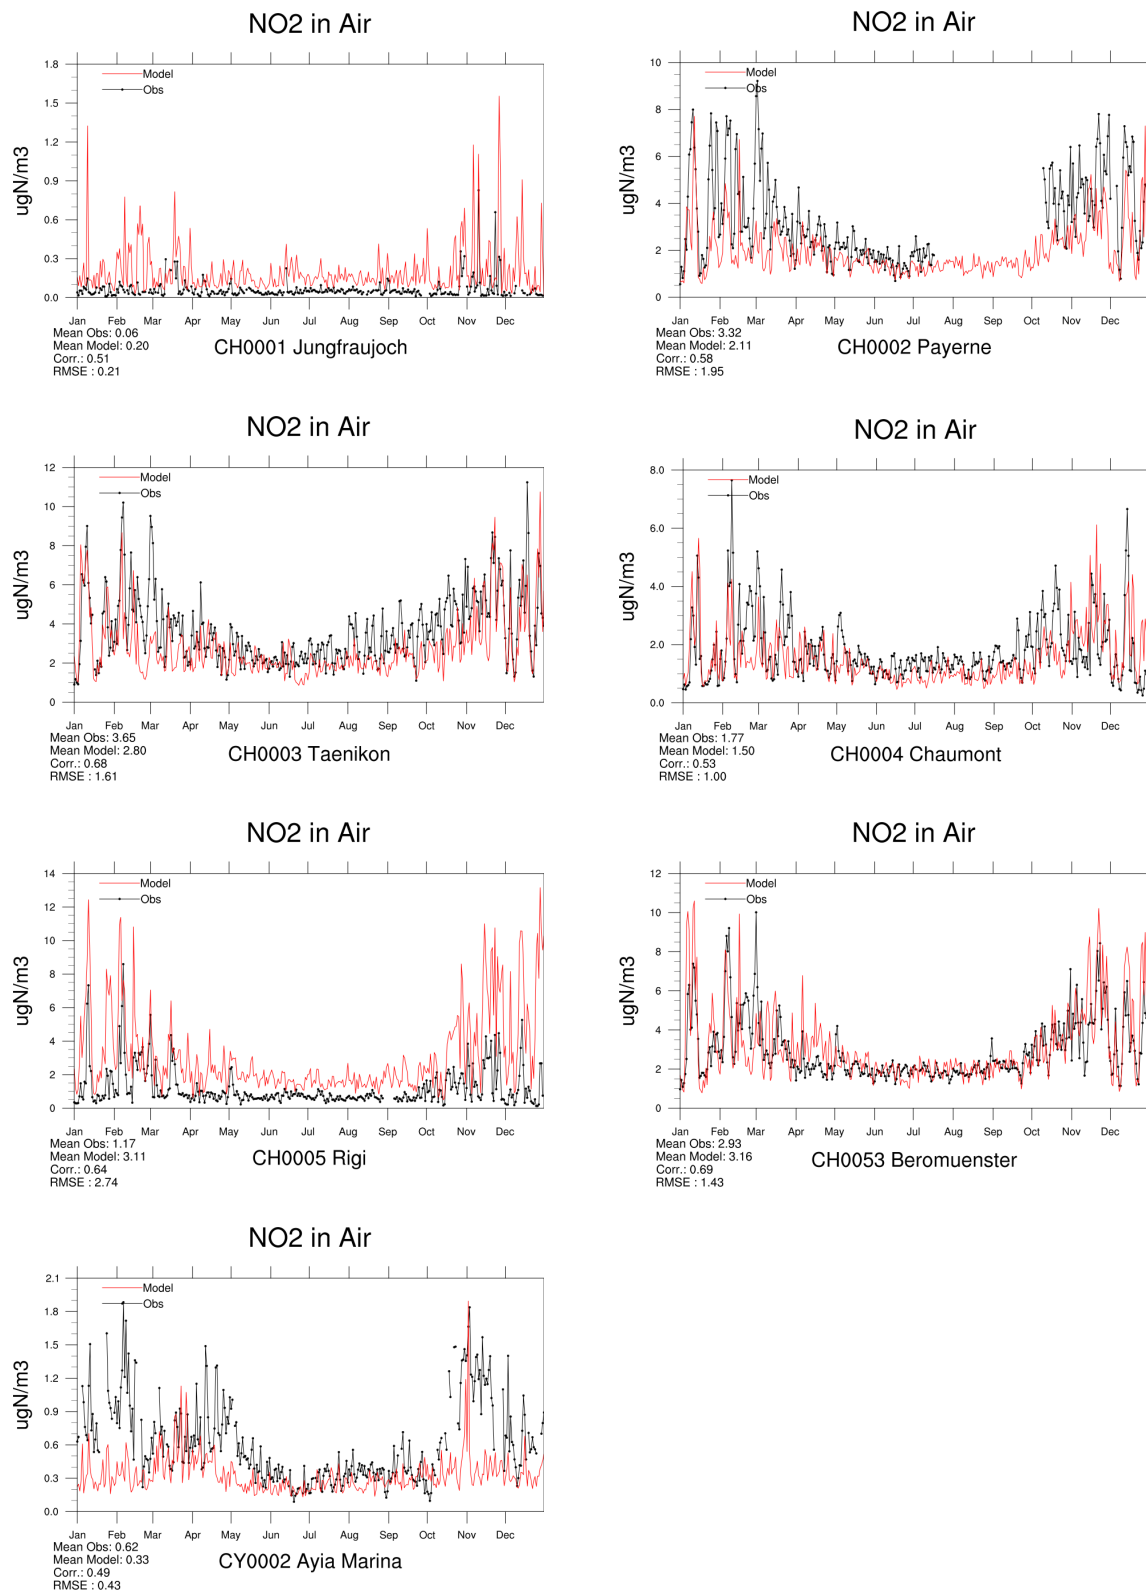 NO2 in Air
ugN/m3
1.8
1.5
1.2
0.9
0.6
0.3
0.0
Model
Obs
Jan Feb Mar Apr May Jun Jul Aug Sep Oct Nov Dec
Mean Obs: 0.06
Mean Model: 0.20
Corr.: 0.51
RMSE : 0.21
CH0001 Jungfraujoch
NO2 in Air
ugN/m3
10
8
6
4
2
0
Model
Obs
Jan Feb Mar Apr May Jun Jul Aug Sep Oct Nov Dec
Mean Obs: 3.32
Mean Model: 2.11
Corr.: 0.58
RMSE : 1.95
CH0002 Payerne
NO2 in Air
ugN/m3
12
10
8
6
4
2
0
Model
Obs
Jan Feb Mar Apr May Jun Jul Aug Sep Oct Nov Dec
Mean Obs: 3.65
Mean Model: 2.80
Corr.: 0.68
RMSE : 1.61
CH0003 Taenikon
NO2 in Air
ugN/m3
8.0
6.0
4.0
2.0
0.0
Model
Obs
Jan Feb Mar Apr May Jun Jul Aug Sep Oct Nov Dec
Mean Obs: 1.77
Mean Model: 1.50
Corr.: 0.53
RMSE : 1.00
CH0004 Chaumont
NO2 in Air
ugN/m3
14
12
10
8
6
4
2
0
Model
Obs
Jan Feb Mar Apr May Jun Jul Aug Sep Oct Nov Dec
Mean Obs: 1.17
Mean Model: 3.11
Corr.: 0.64
RMSE : 2.74
CH0005 Rigi
NO2 in Air
ugN/m3
12
10
8
6
4
2
0
Model
Obs
Jan Feb Mar Apr May Jun Jul Aug Sep Oct Nov Dec
Mean Obs: 2.93
Mean Model: 3.16
Corr.: 0.69
RMSE : 1.43
CH0053 Beromuenster
NO2 in Air
ugN/m3
2.1
1.8
1.5
1.2
0.9
0.6
0.3
0.0
Model
Obs
Jan Feb Mar Apr May Jun Jul Aug Sep Oct Nov Dec
Mean Obs: 0.62
Mean Model: 0.33
Corr.: 0.49
RMSE : 0.43
CY0002 Ayia Marina